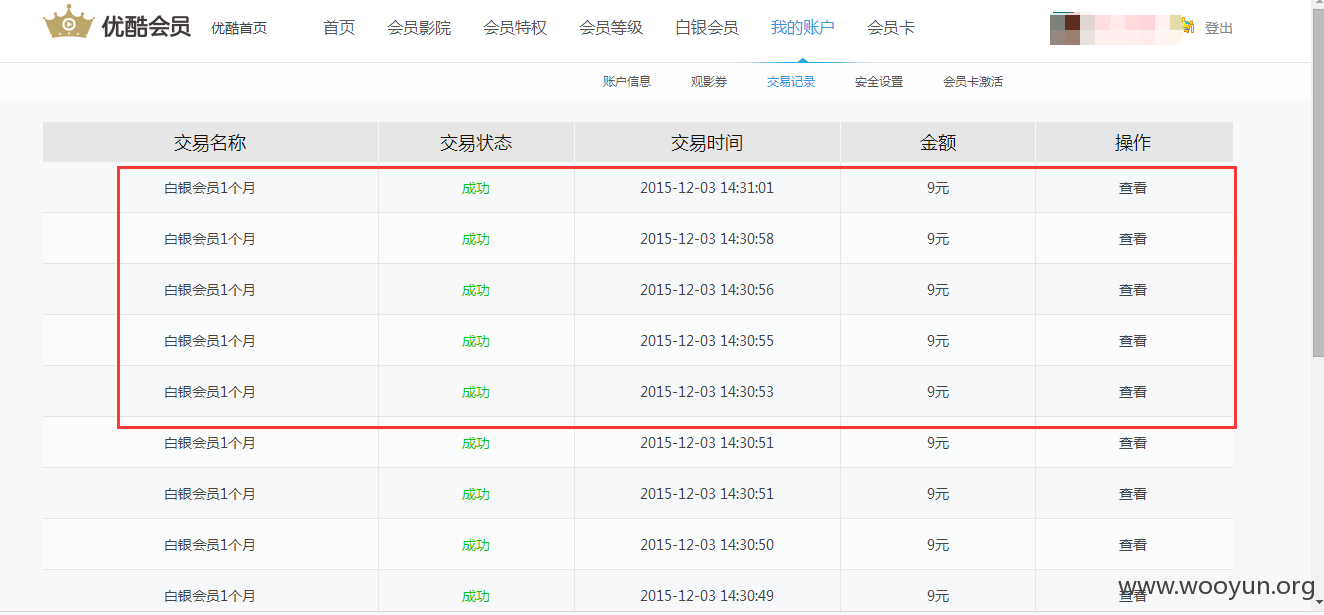 优酷会员 优酷首页 首页 会员影院 会员特权 会员等级 白银会员 我的账户 会员卡 登出
账户信息 观影券 交易记录 安全设置 会员卡激活
交易名称 交易状态 交易时间 金额 操作
白银会员1个月 成功 2015-12-03 14:31:01 9元 查看
白银会员1个月 成功 2015-12-03 14:30:58 9元 查看
白银会员1个月 成功 2015-12-03 14:30:56 9元 查看
白银会员1个月 成功 2015-12-03 14:30:55 9元 查看
白银会员1个月 成功 2015-12-03 14:30:53 9元 查看
白银会员1个月 成功 2015-12-03 14:30:51 9元 查看
白银会员1个月 成功 2015-12-03 14:30:51 9元 查看
白银会员1个月 成功 2015-12-03 14:30:50 9元 查看
白银会员1个月 成功 2015-12-03 14:30:49 9元 查看
www.wooyun.org